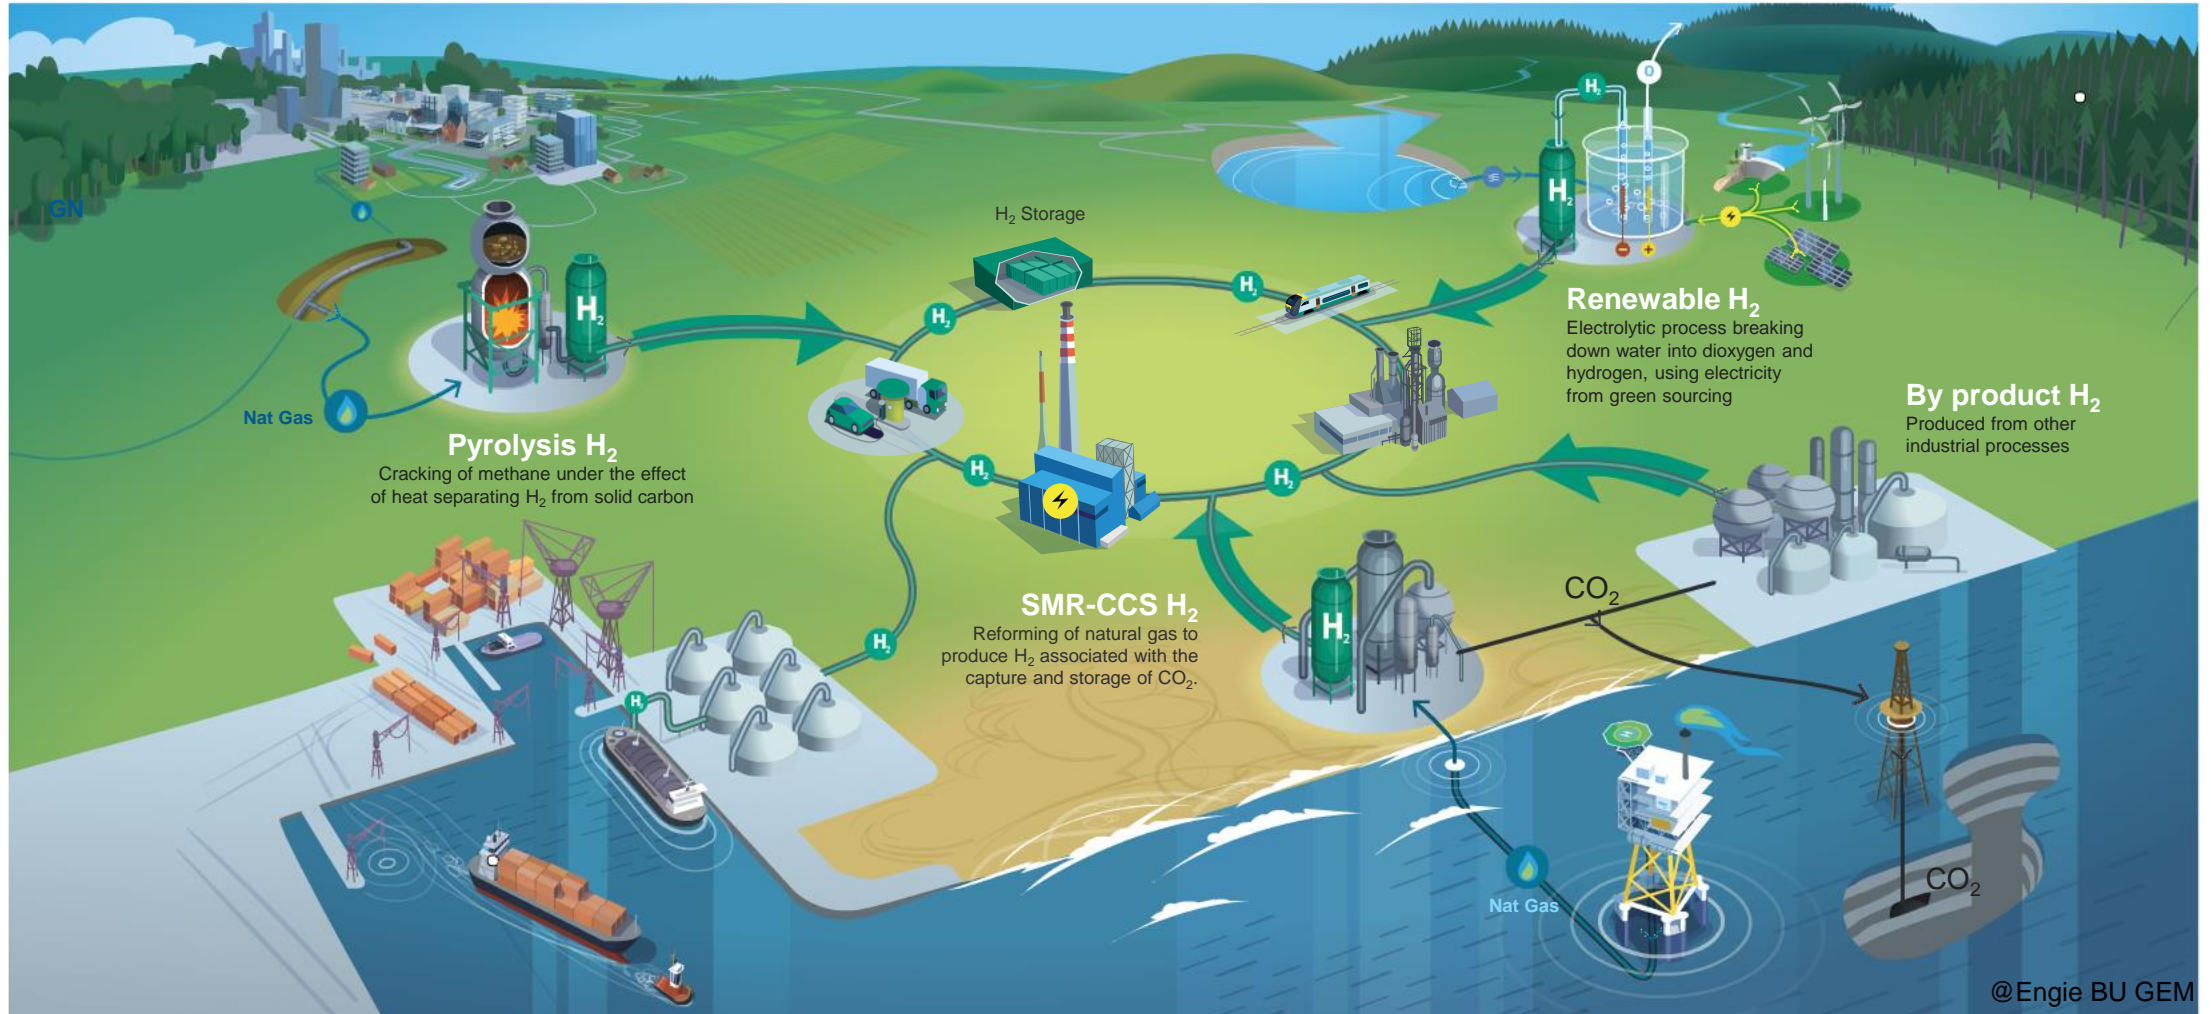 GN
H₂
O
H₂
H₂ Storage
H₂
H₂
H₂
Renewable H₂
Electrolytic process breaking
down water into dioxygen and
hydrogen, using electricity
from green sourcing
Nat Gas
Pyrolysis H₂
Cracking of methane under the effect
of heat separating H₂ from solid carbon
By product H₂
Produced from other
industrial processes
H₂
H₂
SMR-CCS H₂
Reforming of natural gas to
produce H₂ associated with the
capture and storage of CO₂.
H₂
CO₂
H₂
H₂
Nat Gas
CO₂
@Engie BU GEM